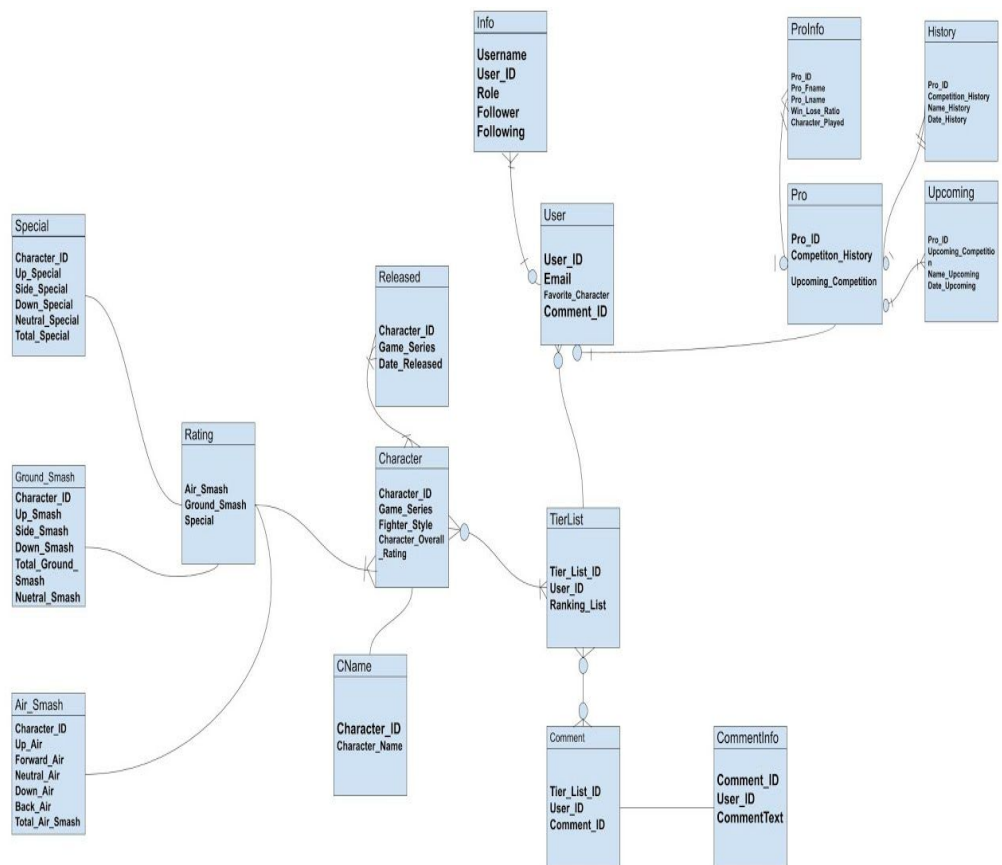 Info
Username
User_ID
Role
Follower
Following
ProInfo
Pro_ID
Pro_Fname
Pro_Lname
Win_Lose_Ratio
Character_Played
History
Pro_ID
Competition_History
Name_History
Date_History
Special
Character_ID
Up_Special
Side_Special
Down_Special
Neutral_Special
Total_Special
Released
Character_ID
Game_Series
Date_Released
User
User_ID
Email
Favorite_Character
Comment_ID
Pro
Pro_ID
Competiton_History
Upcoming_Competition
Upcoming
Pro_ID
Upcoming_Competitio
n
Name_Upcoming
Date_Upcoming
Rating
Air_Smash
Ground_Smash
Special
Ground_Smash
Character_ID
Up_Smash
Side_Smash
Down_Smash
Total_Ground_
Smash
Nuetral_Smash
Character
Character_ID
Game_Series
Fighter_Style
Character_Overall
_Rating
TierList
Tier_List_ID
User_ID
Ranking_List
Air_Smash
Character_ID
Up_Air
Forward_Air
Neutral_Air
Down_Air
Back_Air
Total_Air_Smash
CName
Character_ID
Character_Name
Comment
Tier_List_ID
User_ID
Comment_ID
CommentInfo
Comment_ID
User_ID
CommentText